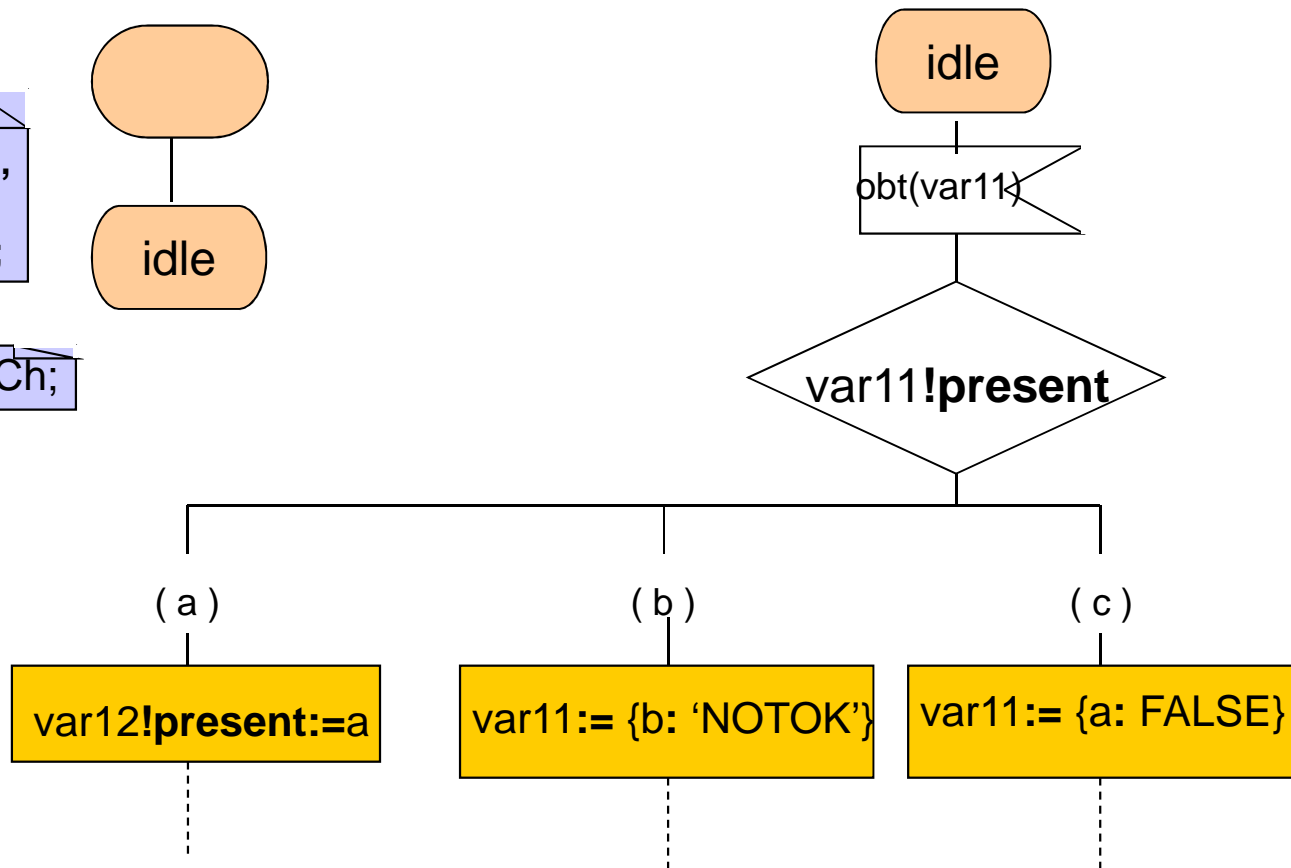 idle
,
;
Ch;
idle
obt(var11)
var11!present
( a )
( b )
( c )
var12!present:=a
var11:= {b: ‘NOTOK’}
var11:= {a: FALSE}